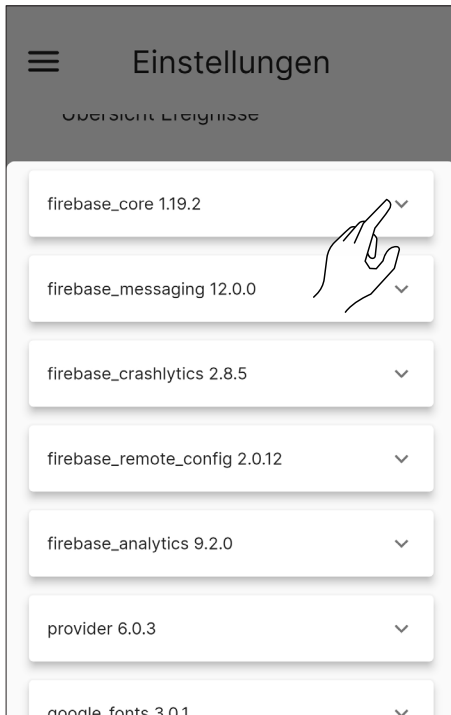 Einstellungen
Übersicht Ereignisse
firebase_core 1.19.2
firebase_messaging 12.0.0
firebase_crashlytics 2.8.5
firebase_remote_config 2.0.12
firebase_analytics 9.2.0
provider 6.0.3
google_fonts 3.0.1